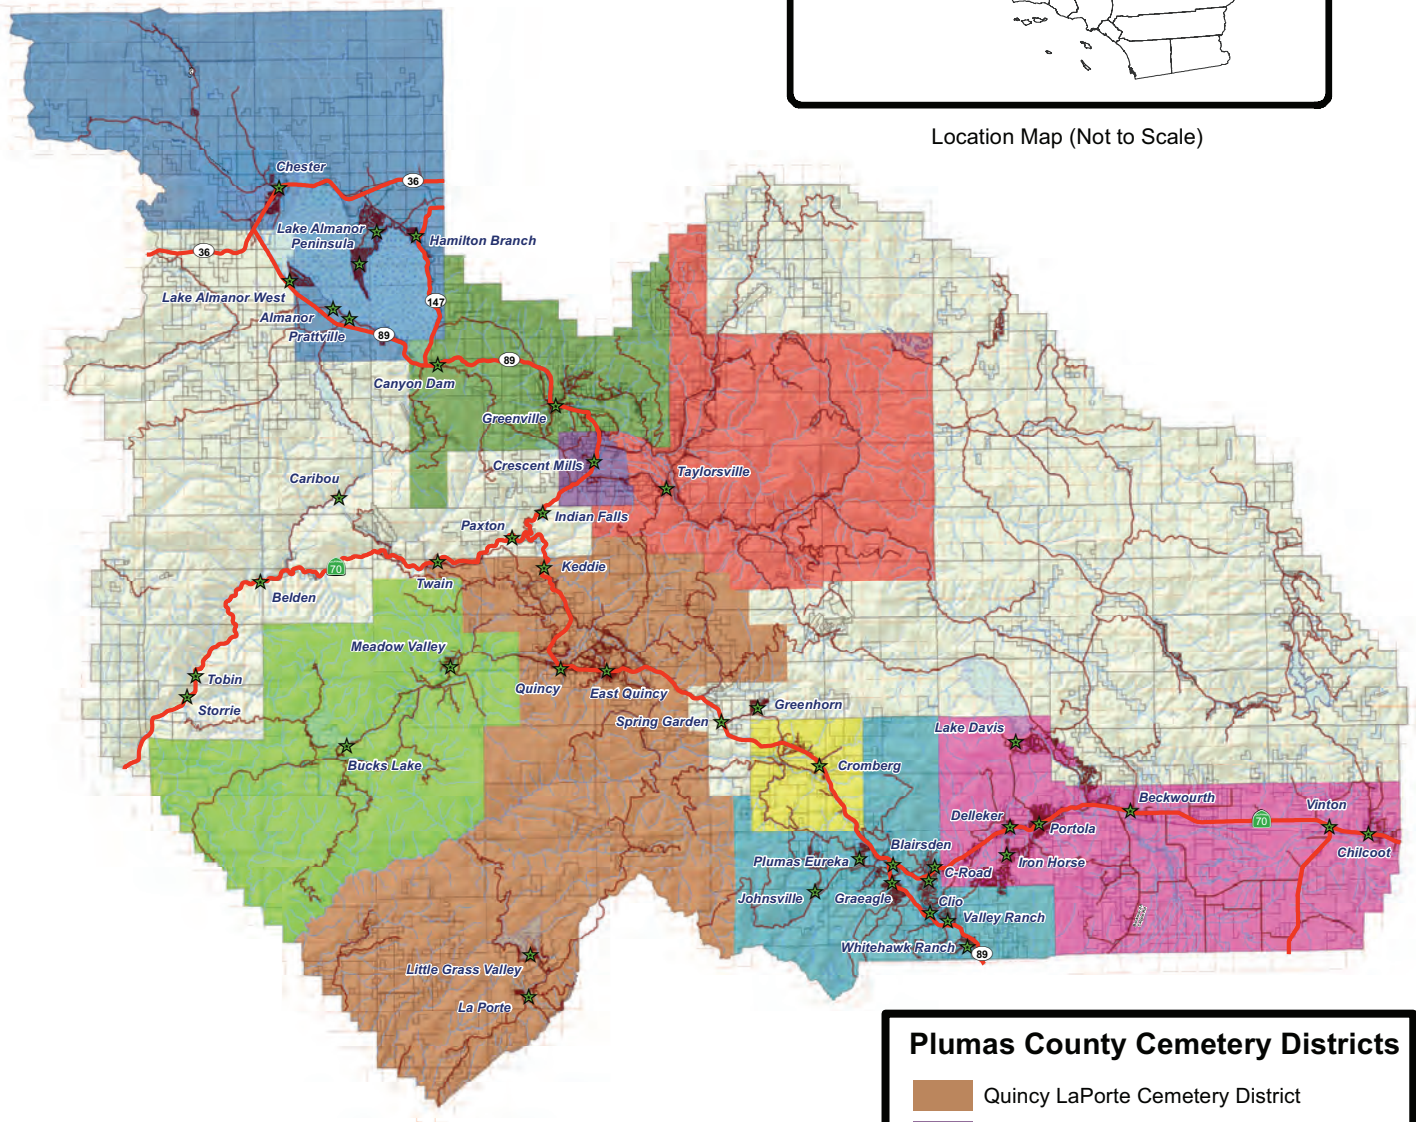 Location Map (Not to Scale)
Chester
36
Lake Almanor
Peninsula
Hamilton Branch
36
Lake Almanor West
147
Almanor
Prattville
89
89
Canyon Dam
Greenville
Crescent Mills
Taylorsville
Caribou
Indian Falls
Paxton
70
Twain
Keddie
Belden
Meadow Valley
Tobin
Storrie
Quincy
East Quincy
Spring Garden
Greenhorn
Lake Davis
Bucks Lake
Cromberg
Beckwourth
Vinton
Delleker
Portola
70
Chilcoot
Blairsden
Plumas Eureka
C-Road
Iron Horse
Johnsville
Graeagle
Clio
Valley Ranch
Whitehawk Ranch
89
Little Grass Valley
La Porte
Plumas County Cemetery Districts
Quincy LaPorte Cemetery District